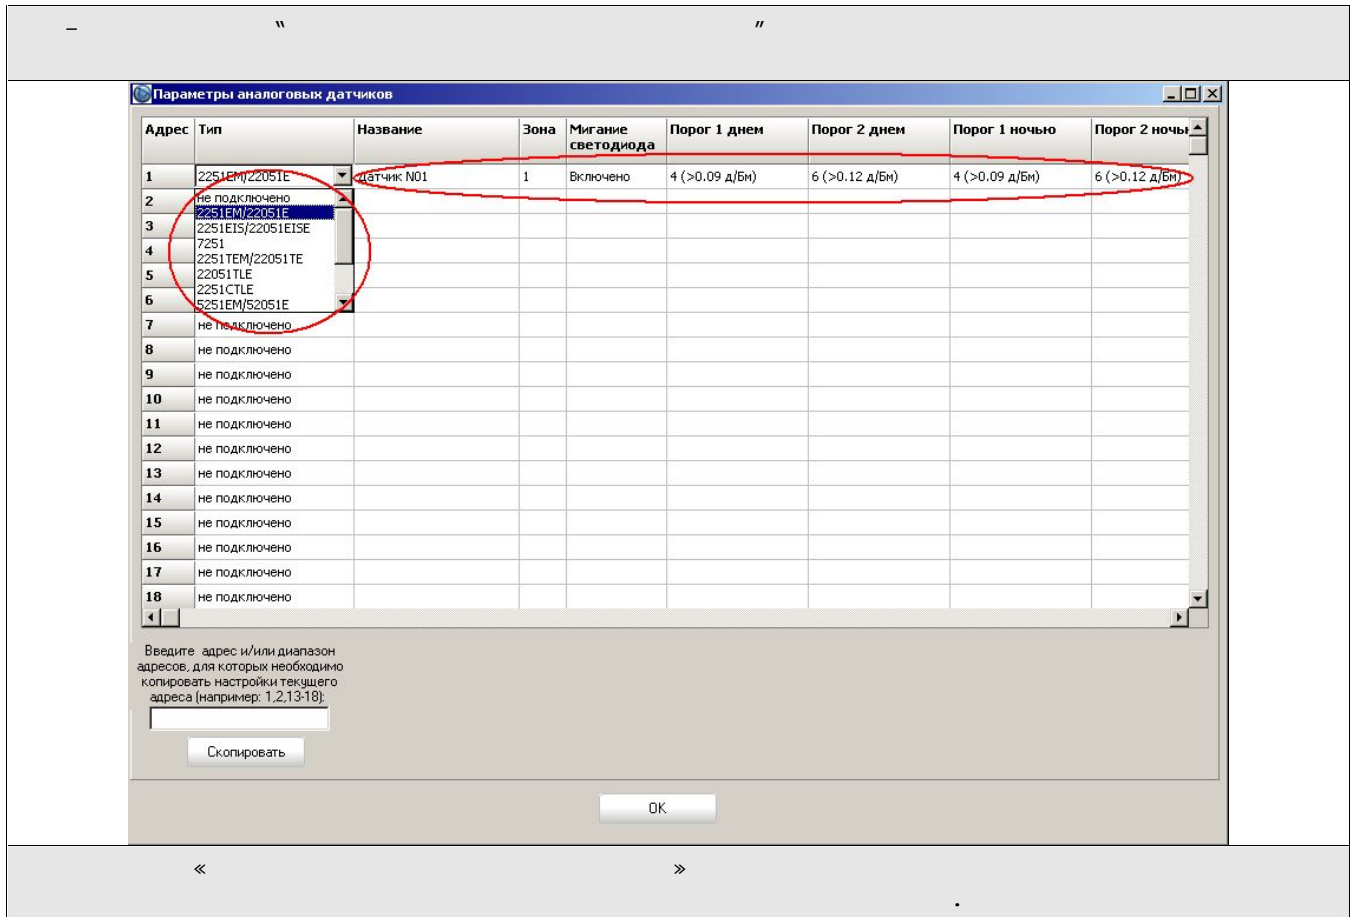 – “ ”
Параметры аналоговых датчиков
Адрес Тип Название Зона Мигание светодиода Порог 1 днем Порог 2 днем Порог 1 ночью Порог 2 ночь
1 2251EM/22051E Датчик N01 1 Включено 4 (>0.09 д/Бм) 6 (>0.12 д/Бм) 4 (>0.09 д/Бм) 6 (>0.12 д/Бм)
2 не подключено
2251EM/22051E
3 2251EIS/22051EISE
7251
4 2251TEM/22051TE
5 22051TLE
2251CTLE
6 5251EM/52051E
7 не подключено
8 не подключено
9 не подключено
10 не подключено
11 не подключено
12 не подключено
13 не подключено
14 не подключено
15 не подключено
16 не подключено
17 не подключено
18 не подключено
Введите адрес и/или диапазон
адресов, для которых необходимо
копировать настройки текущего
адреса (например: 1,2,13-18):
Скопировать
OK
« »
.